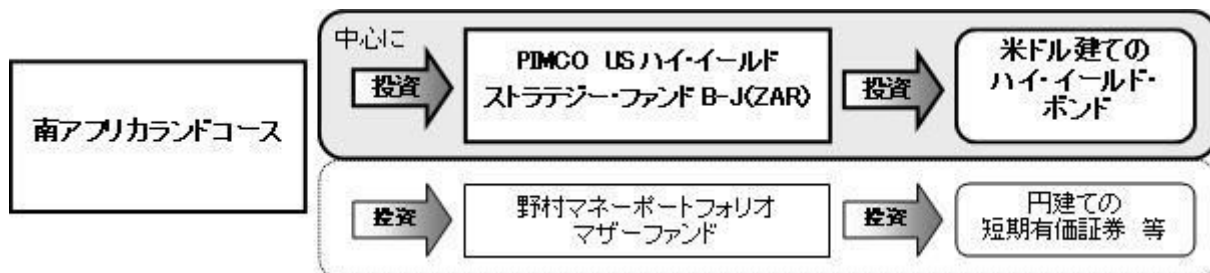 南アフリカランドコース
中心に
投資
PIMCO USハイ・イールド
ストラテジー・ファンド B-J(ZAR)
投資
米ドル建ての
ハイ・イールド・
ボンド
投資
野村マネーポートフォリオ
マザーファンド
投資
円建ての
短期有価証券 等